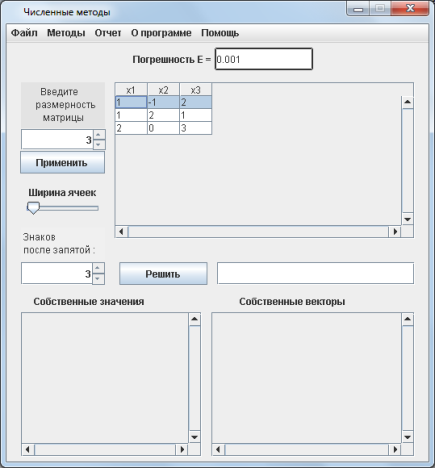 Численные методы
Файл Методы Отчет О программе Помощь
Погрешность E = 0.001
Введите
размерность
матрицы
3
Применить
x1 x2 x3
1 -1 2
1 2 1
2 0 3
Ширина ячеек
Знаков
после запятой :
3
Решить
Собственные значения
Собственные векторы